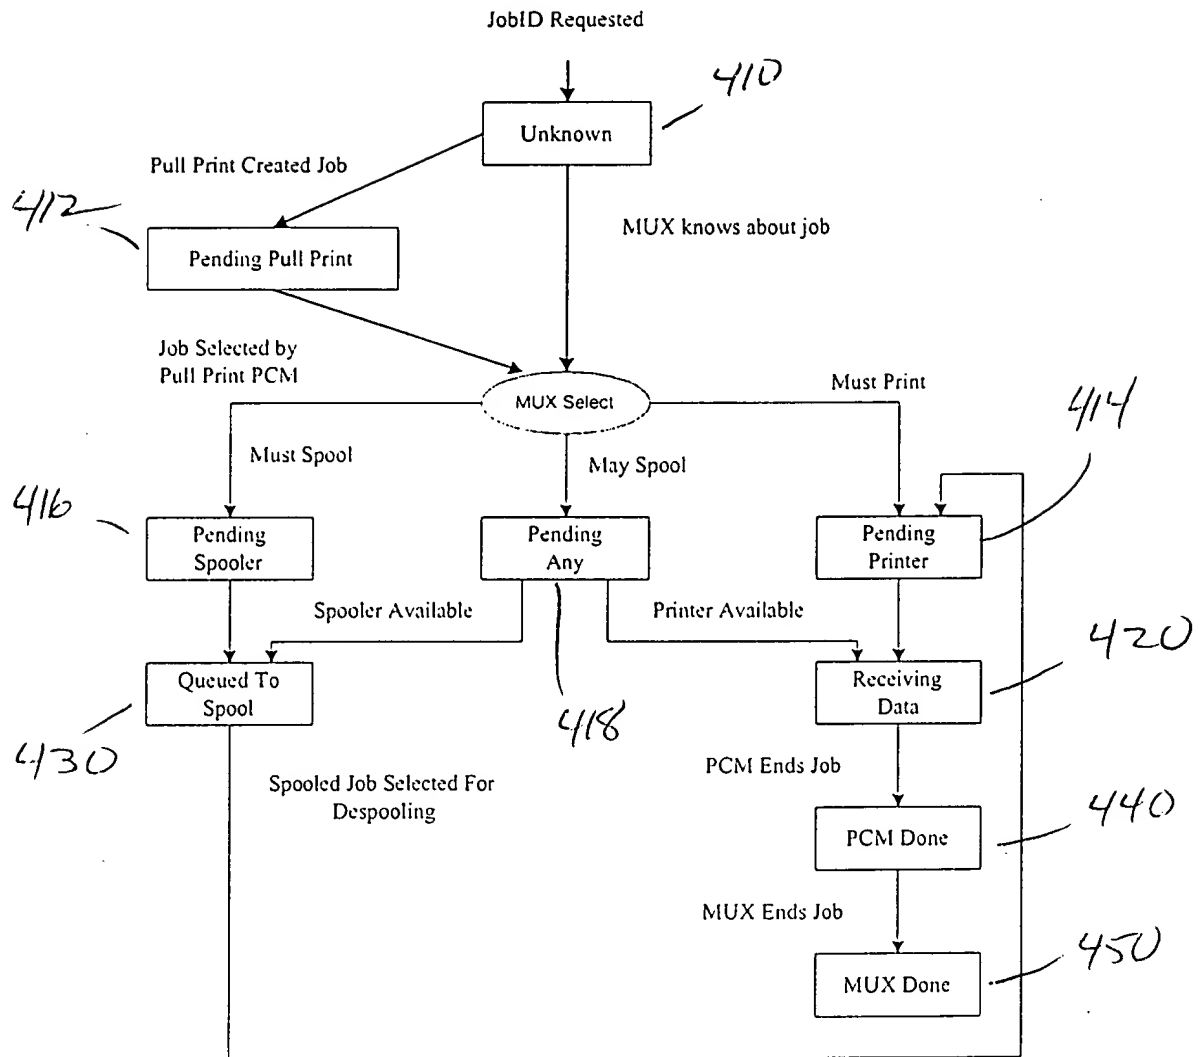 JobID Requested
410
Unknown
Pull Print Created Job
412
MUX knows about job
Pending Pull Print
Job Selected by
Pull Print PCM
MUX Select
Must Print
414
Must Spool
May Spool
416
Pending
Spooler
Pending
Any
Pending
Printer
Spooler Available
Printer Available
420
Queued To
Spool
418
Receiving
Data
430
PCM Ends Job
Spooled Job Selected For
Despooling
440
PCM Done
MUX Ends Job
450
MUX Done